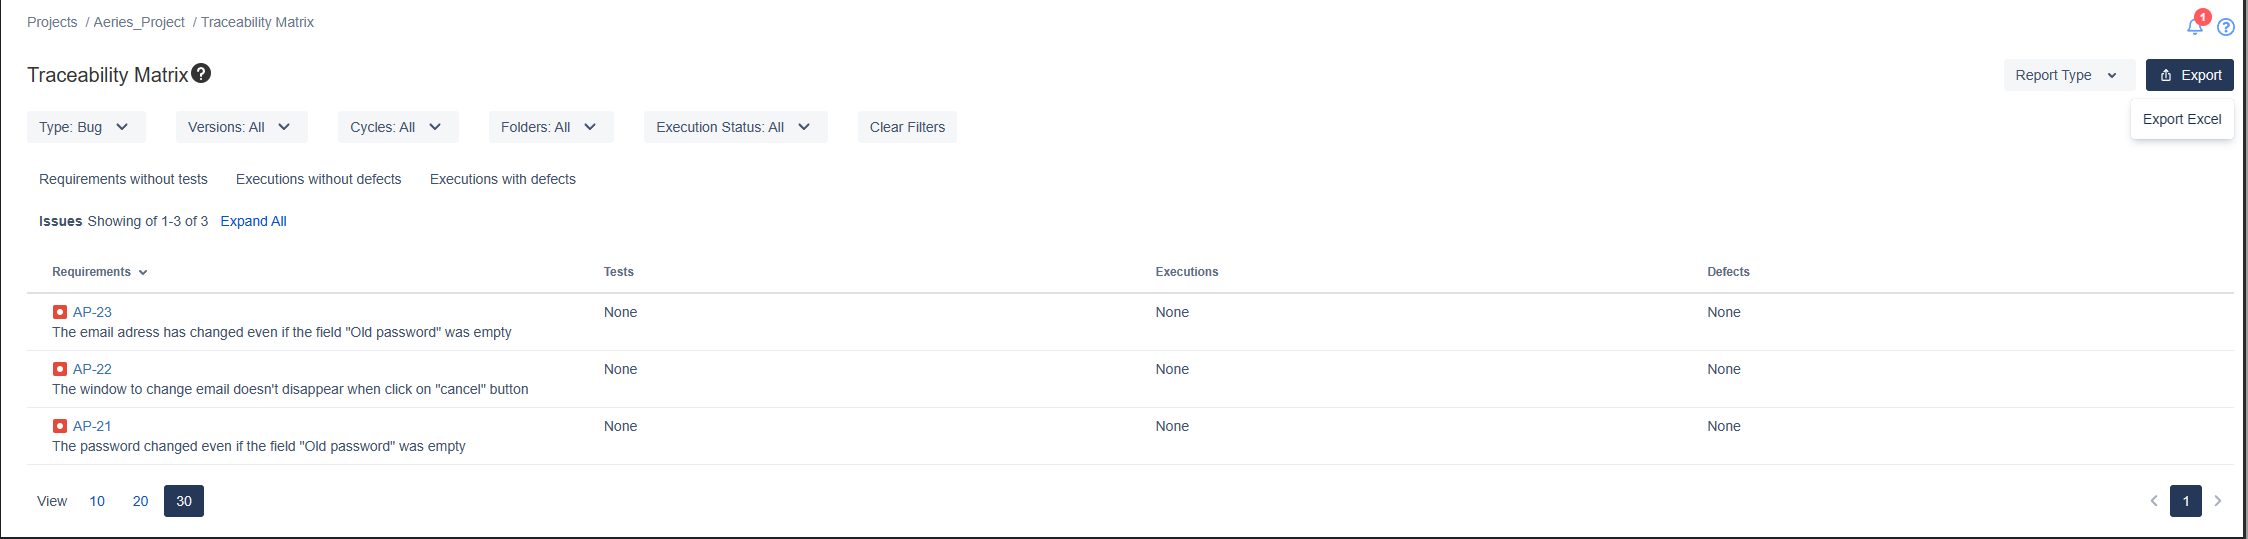 Projects / Aeries_Project / Traceability Matrix
1
?
Traceability Matrix ?
Report Type
Export
Export Excel
Type: Bug
Versions: All
Cycles: All
Folders: All
Execution Status: All
Clear Filters
Requirements without tests
Executions without defects
Executions with defects
Issues Showing of 1-3 of 3 Expand All
Requirements Tests Executions Defects
AP-23 None None None
The email adress has changed even if the field "Old password" was empty
AP-22 None None None
The window to change email doesn't disappear when click on "cancel" button
AP-21 None None None
The password changed even if the field "Old password" was empty
View 10 20 30
1